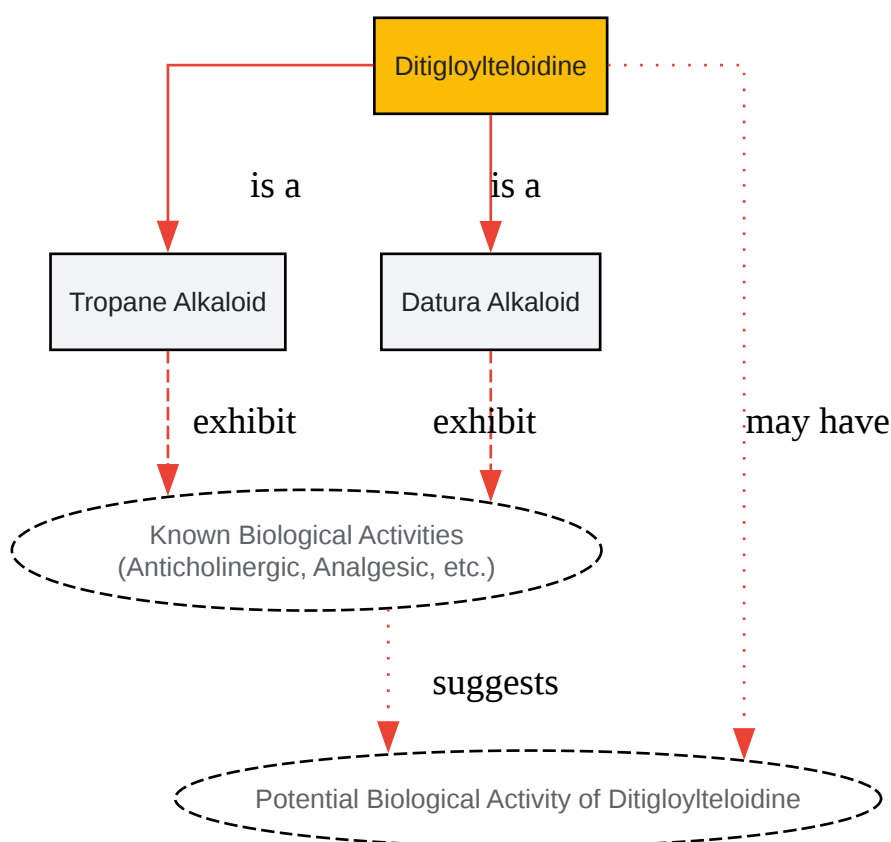 Ditigloylteloidine
is a
is a
Tropane Alkaloid
Datura Alkaloid
exhibit
exhibit
may have
Known Biological Activities
(Anticholinergic, Analgesic, etc.)
suggests
Potential Biological Activity of Ditigloylteloidine